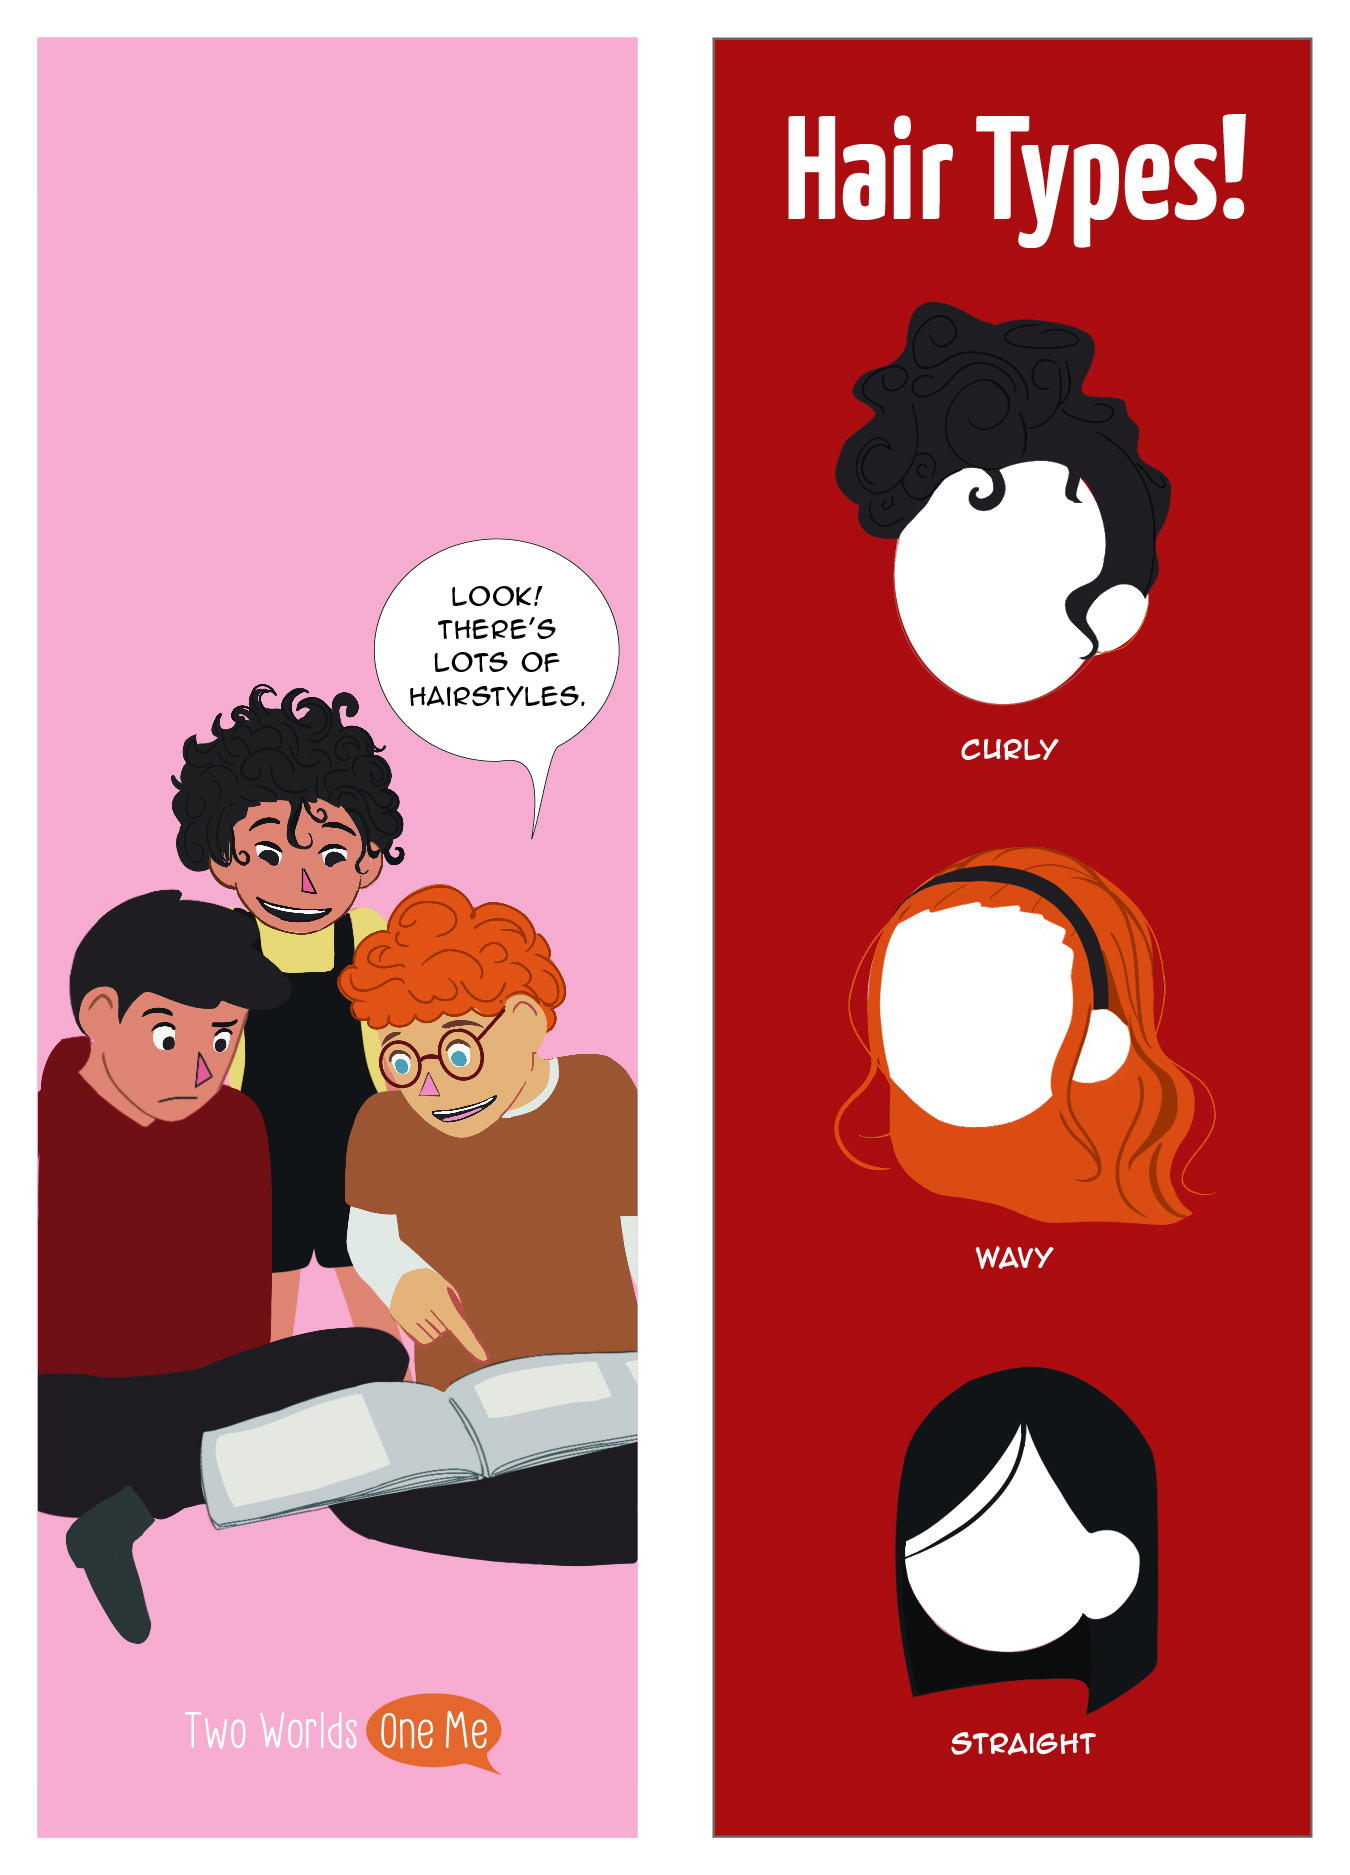 LOOK!
THERE'S
LOTS OF
HAIRSTYLES.
Two Worlds One Me
Hair Types!
CURLY
WAVY
STRAIGHT